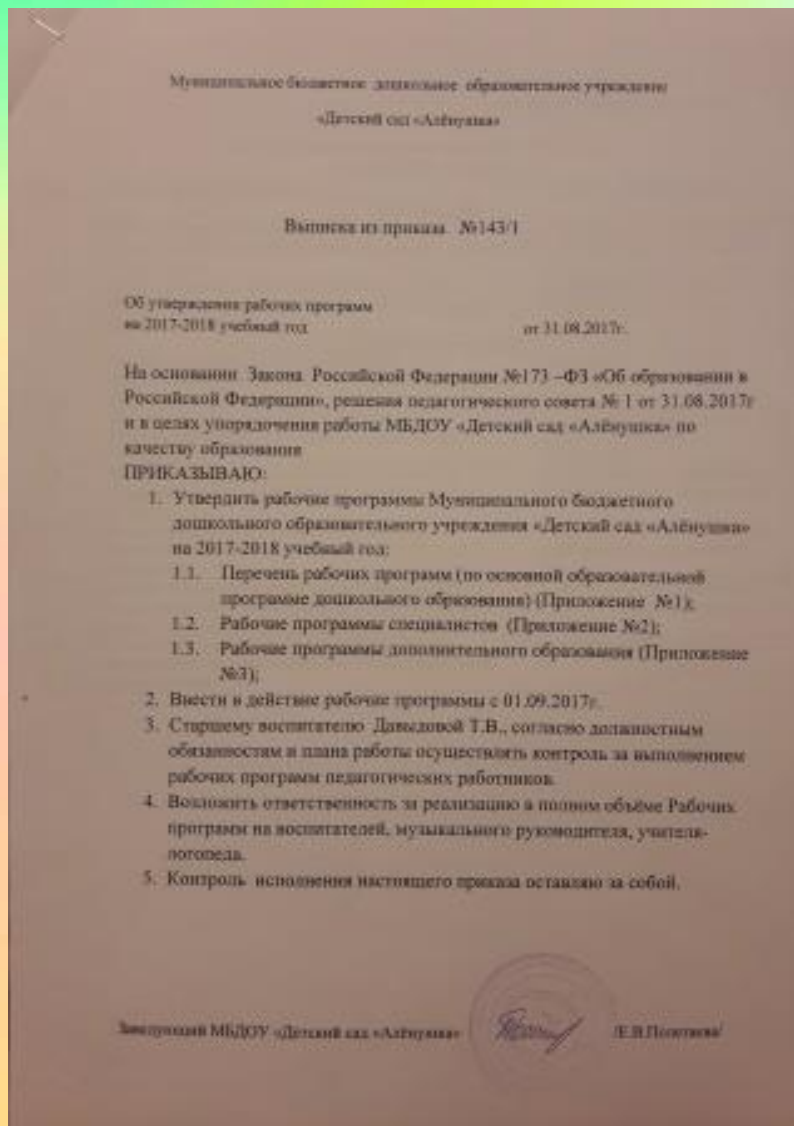 Муниципальное бюджетное дошкольное образовательное учреждение
«Детский сад «Алёнушка»
Выписка из приказа №143/1
Об утверждении рабочих программ
на 2017-2018 учебный год от 31.08.2017г.
На основании Закона Российской Федерации №173 –ФЗ «Об образовании в
Российской Федерации», решения педагогического совета № 1 от 31.08.2017г
и в целях упорядочения работы МБДОУ «Детский сад «Алёнушка» по
качеству образования
ПРИКАЗЫВАЮ:
1. Утвердить рабочие программы Муниципального бюджетного
дошкольного образовательного учреждения «Детский сад «Алёнушка»
на 2017-2018 учебный год:
1.1. Перечень рабочих программ (по основной образовательной
программе дошкольного образования) (Приложение №1);
1.2. Рабочие программы специалистов (Приложение №2);
1.3. Рабочие программы дополнительного образования (Приложение
№3);
2. Ввести в действие рабочие программы с 01.09.2017г.
3. Старшему воспитателю Давыдовой Т.В., согласно должностным
обязанностям и плана работы осуществлять контроль за выполнением
рабочих программ педагогических работников.
4. Возложить ответственность за реализацию в полном объёме Рабочих
программ на воспитателей, музыкального руководителя, учителя-
логопеда.
5. Контроль исполнения настоящего приказа оставляю за собой.
Заведующий МБДОУ «Детский сад «Алёнушка» /Е.В.